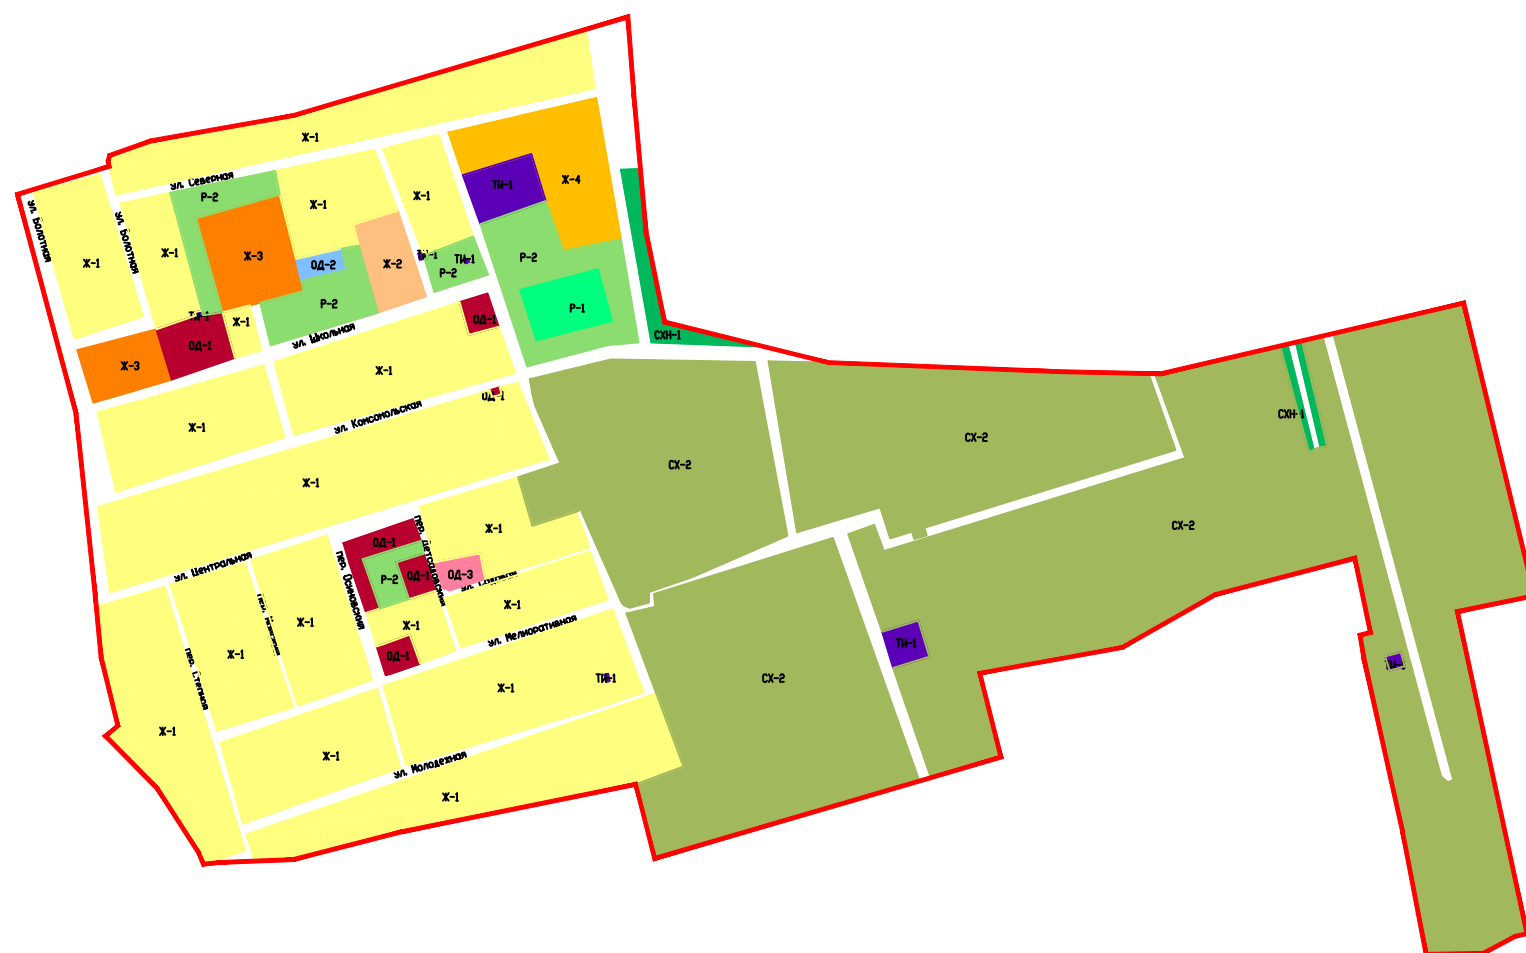 Ж-1
ул. Северная
Ж-4
ТИ-1
Р-2
Ж-1
Ж-1
ул. Болотная
ул. Болотная
Ж-1
Ж-3
Р-2
Ж-1
ОД-2
Ж-2
ТИ-1
Р-2
Р-2
Р-1
Ж-1
ОД-1
ОД-1
ул. Школьная
СХН-1
Ж-3
ОД-1
Ж-1
ул. Комсомольская
Ж-1
СХН-1
СХ-2
СХ-2
СХ-2
Ж-1
Ж-1
ОД-1
пер. Детсадовский
пер. Осиновский
ул. Центральная
Р-2
ОД-1
ОД-3
Ж-1
Ж-1
Ж-1
Ж-1
ул. Мелиоративная
ОД-1
пер. Степной
ТИ-1
СХ-2
ТИ-1
Ж-1
Ж-1
Ж-1
ул. Молодежная
Ж-1